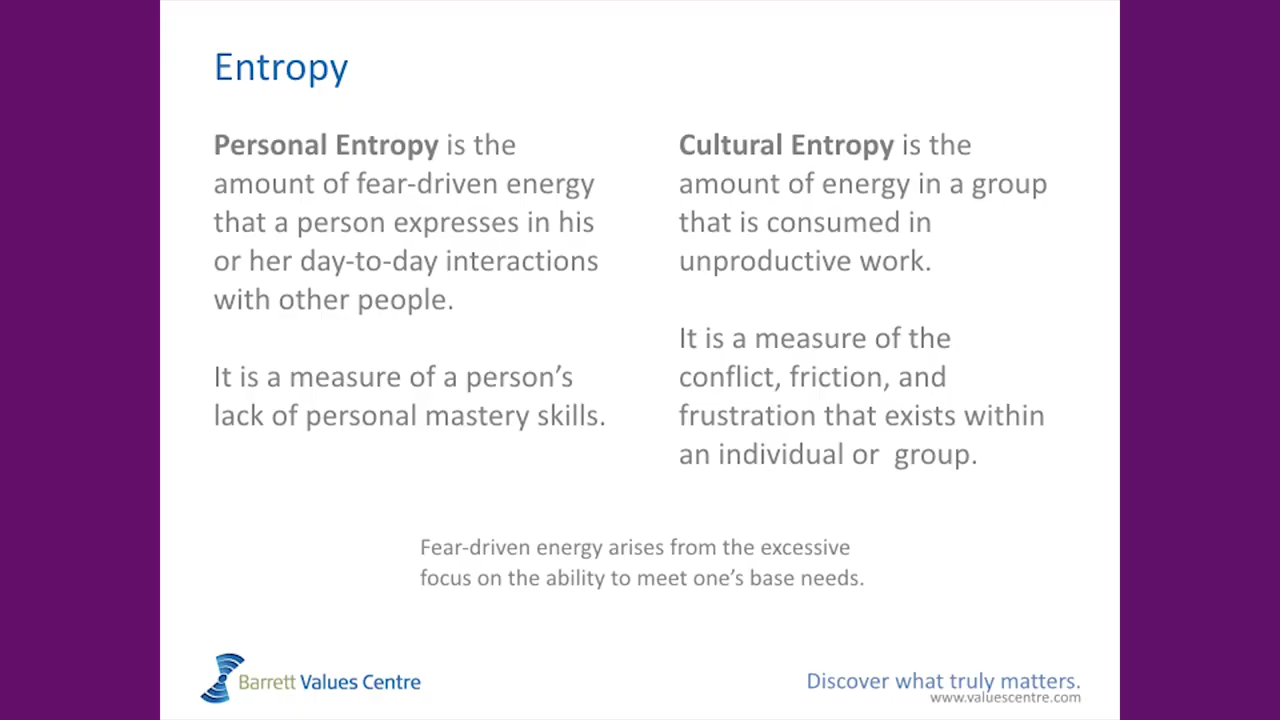 Entropy
Personal Entropy is the
amount of fear-driven energy
that a person expresses in his
or her day-to-day interactions
with other people.
It is a measure of a person’s
lack of personal mastery skills.
Cultural Entropy is the
amount of energy in a group
that is consumed in
unproductive work.
It is a measure of the
conflict, friction, and
frustration that exists within
an individual or  group.
Fear-driven energy arises from the excessive
focus on the ability to meet one’s base needs.
Barrett Values Centre
Discover what truly matters.
www.valuescentre.com